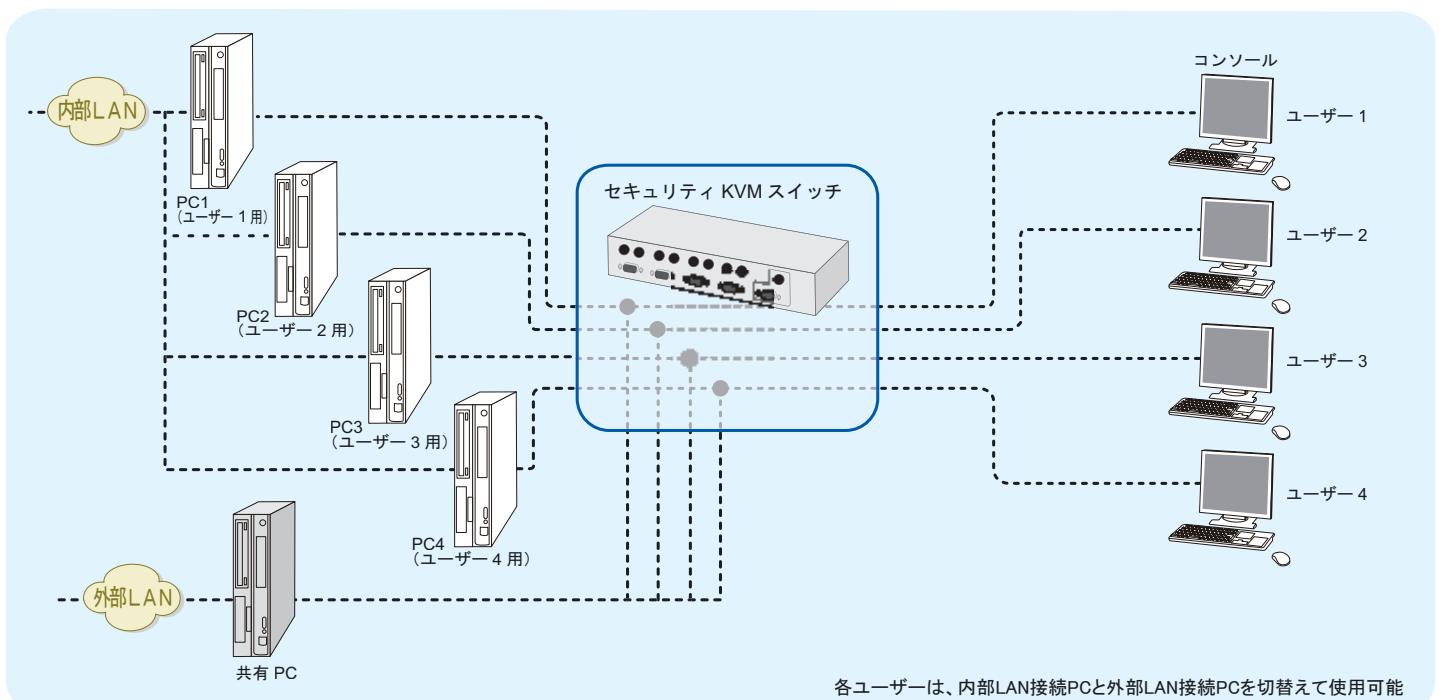 コンソール
内部LAN
ユーザー 1
セキュリティ KVM スイッチ
PC1
（ユーザー 1 用）
ユーザー 2
PC2
（ユーザー 2 用）
ユーザー 3
PC3
（ユーザー 3 用）
ユーザー 4
PC4
（ユーザー 4 用）
外部LAN
共有 PC
各ユーザーは、内部LAN接続PCと外部LAN接続PCを切替えて使用可能